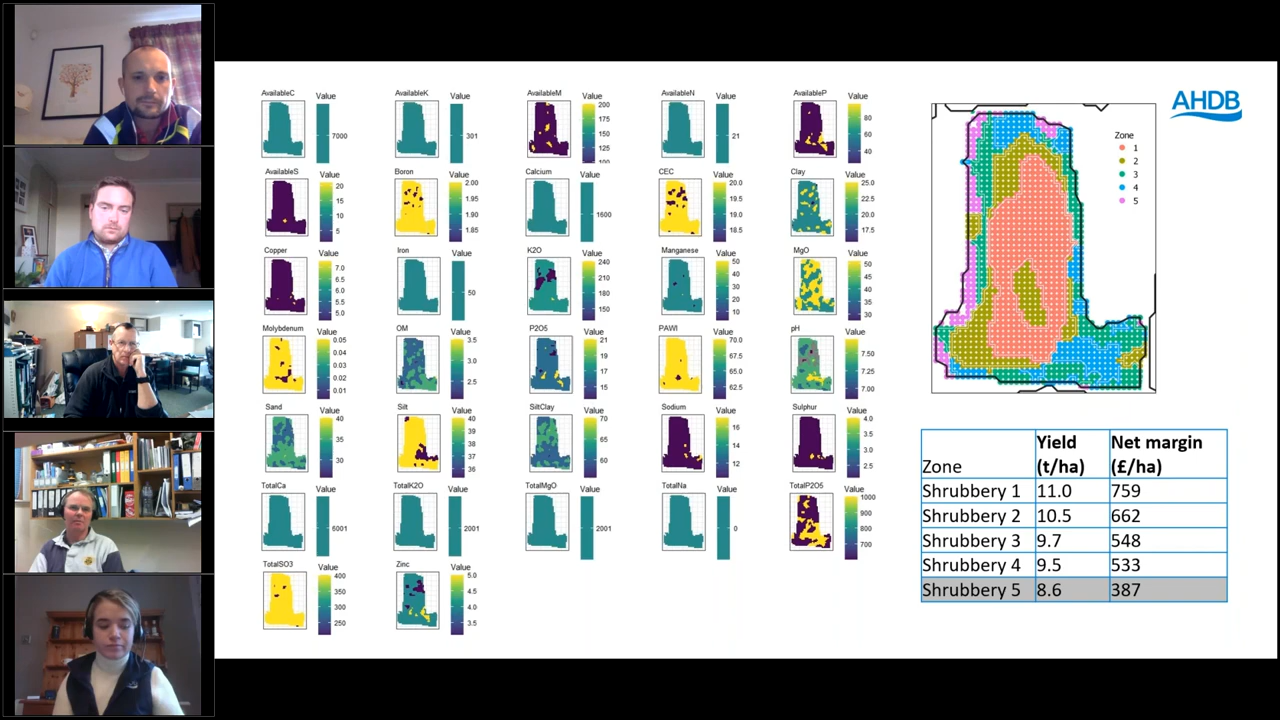 AvailableC
Value
7000
AvailableK
Value
301
AvailableM
Value
200
175
150
125
100
AvailableN
Value
21
AvailableP
Value
80
60
40
AvailableS
Value
20
15
10
5
Boron
Value
2.00
1.95
1.90
1.85
Calcium
Value
1600
CEC
Value
20.0
19.5
19.0
18.5
Clay
Value
25.0
22.5
20.0
17.5
Copper
Value
7.0
6.5
6.0
5.5
5.0
Iron
Value
50
K2O
Value
240
210
180
150
Manganese
Value
50
40
30
20
10
MgO
Value
50
45
40
35
30
Molybdenum
Value
0.05
0.04
0.03
0.02
0.01
OM
Value
3.5
3.0
2.5
P2O5
Value
21
19
17
15
PAWI
Value
70.0
67.5
65.0
62.5
pH
Value
7.50
7.25
7.00
Sand
Value
40
35
30
Silt
Value
40
39
38
37
36
SiltClay
Value
70
65
60
Sodium
Value
16
14
12
Sulphur
Value
4.0
3.5
3.0
2.5
TotalCa
Value
6001
TotalK2O
Value
2001
TotalMgO
Value
2001
TotalNa
Value
0
TotalP2O5
Value
1000
900
800
700
TotalSO3
Value
400
350
300
250
Zinc
Value
5.0
4.5
4.0
3.5
AHDB
Zone
1
2
3
4
5
Zone Yield (t/ha) Net margin (£/ha)
Shrubbery 1 11.0 759
Shrubbery 2 10.5 662
Shrubbery 3 9.7 548
Shrubbery 4 9.5 533
Shrubbery 5 8.6 387